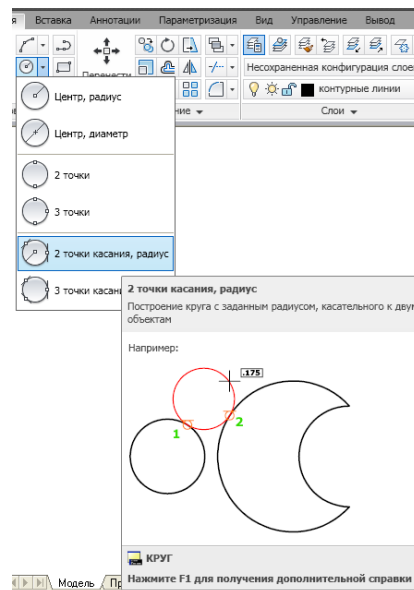 я Вставка Аннотации Параметризация Вид Управление Вывод
Перенести
Несохраненная конфигурация слое
контурные линии
ние
Слои
Центр, радиус
Центр, диаметр
2 точки
3 точки
2 точки касания, радиус
3 точки касан
2 точки касания, радиус
Построение круга с заданным радиусом, касательного к двум
объектам
Например:
.175
1
2
КРУГ
Нажмите F1 для получения дополнительной справки
Модель Пр